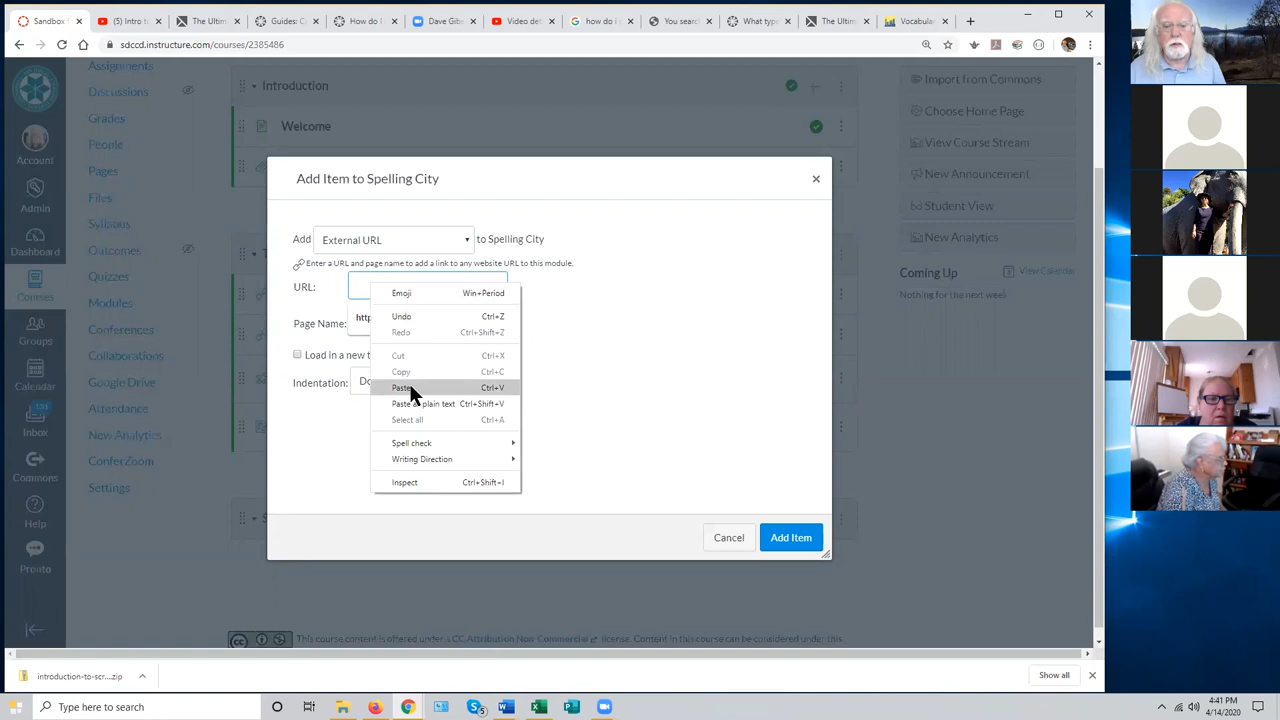 Sandbox
(5) Intro t
The Ultim
Guides: C
How do I
Dave Gibe
Video det
how do i c
You searc
What type
The Ultim
Vocabular
sdccd.instructure.com/courses/2385486
Account
Admin
Dashboard
Courses
Groups
Calendar
Inbox
Commons
Help
Pronto
Assignments
Discussions
Grades
People
Pages
Files
Syllabus
Outcomes
Quizzes
Modules
Conferences
Collaborations
Google Drive
Attendance
New Analytics
ConferZoom
Settings
Introduction
Welcome
Add Item to Spelling City
Add External URL to Spelling City
Enter a URL and page name to add a link to any website URL to this module.
URL:
Page Name: http
Load in a new t
Indentation: Do
Emoji Win+Period
Undo Ctrl+Z
Redo Ctrl+Shift+Z
Cut Ctrl+X
Copy Ctrl+C
Paste Ctrl+V
Paste as plain text Ctrl+Shift+V
Select all Ctrl+A
Spell check
Writing Direction
Inspect Ctrl+Shift+I
Cancel
Add Item
Import from Commons
Choose Home Page
View Course Stream
New Announcement
Student View
New Analytics
Coming Up
View Calendar
Nothing for the next week
This course content is offered under a CC Attribution Non-Commercial license. Content in this course can be considered under this
introduction-to-scr....zip
Show all
Type here to search
4:41 PM
4/14/2020